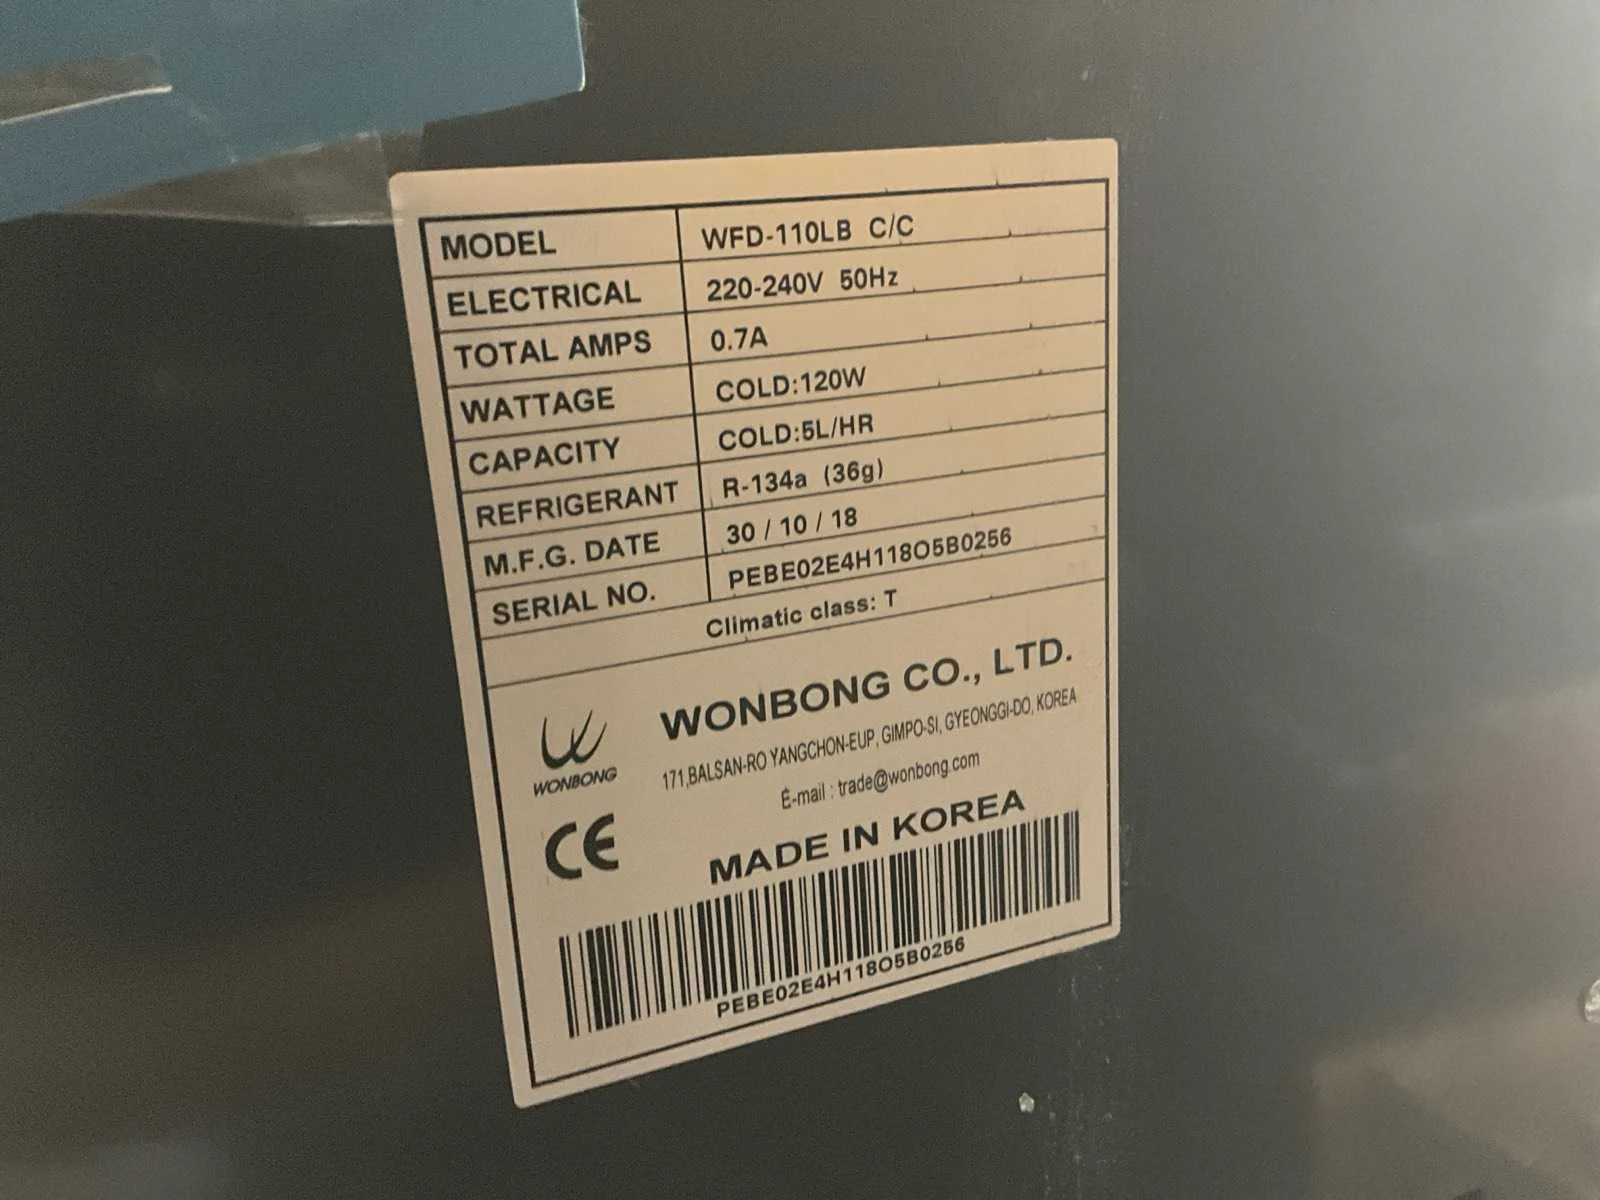 MODEL WFD-110LB C/C
ELECTRICAL 220-240V 50Hz
TOTAL AMPS 0.7A
WATTAGE COLD:120W
CAPACITY COLD:5L/HR
REFRIGERANT R-134a (36g)
M.F.G. DATE 30 / 10 / 18
SERIAL NO. PEBE02E4H118O5B0256
Climatic class: T
WONBONG CO., LTD.
171,BALSAN-RO YANGCHON-EUP, GIMPO-SI, GYEONGGI-DO, KOREA
E-mail : trade@wonbong.com
WONBONG
CE
MADE IN KOREA
PEBE02E4H118O5B0256